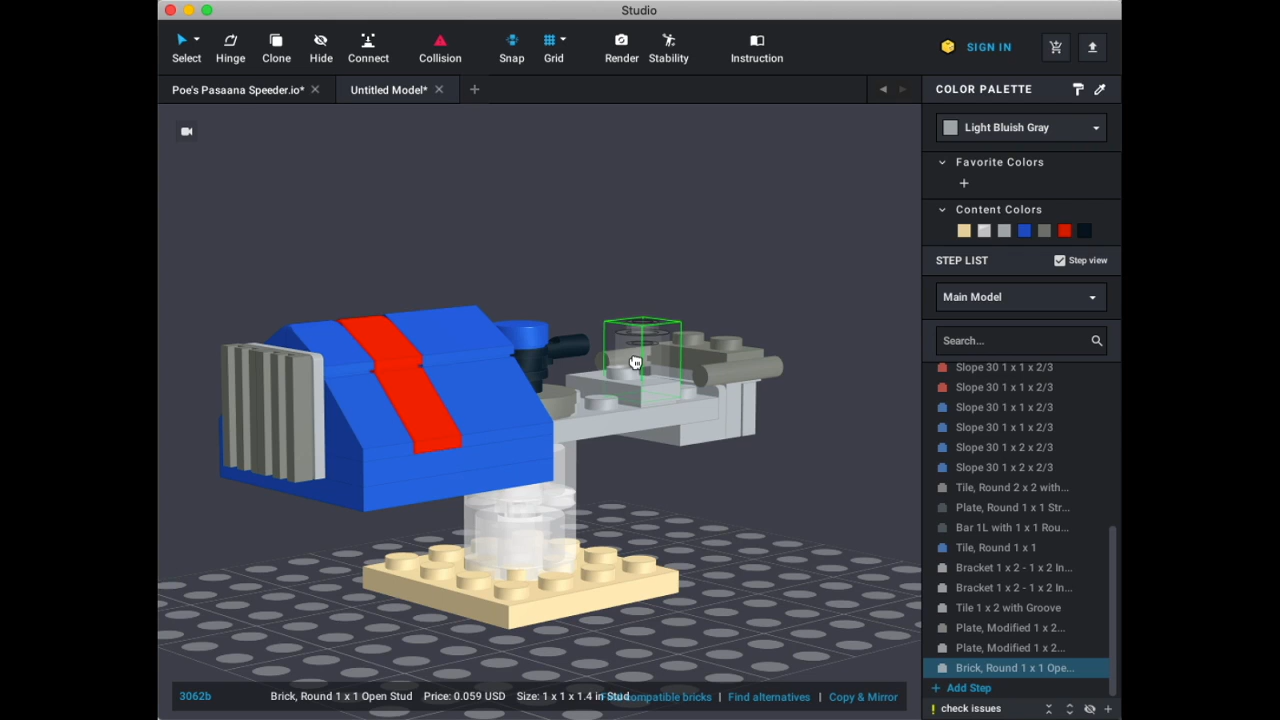 Studio
Select
Hinge
Clone
Hide
Connect
Collision
Snap
Grid
Render
Stability
Instruction
SIGN IN
Poe's Pasaana Speeder.io*
Untitled Model*
COLOR PALETTE
Light Bluish Gray
Favorite Colors
Content Colors
STEP LIST
Step view
Main Model
Search...
Slope 30 1 x 1 x 2/3
Slope 30 1 x 1 x 2/3
Slope 30 1 x 1 x 2/3
Slope 30 1 x 1 x 2/3
Slope 30 1 x 2 x 2/3
Slope 30 1 x 2 x 2/3
Tile, Round 2 x 2 with...
Plate, Round 1 x 1 Str...
Bar 1L with 1 x 1 Rou...
Tile, Round 1 x 1
Bracket 1 x 2 - 1 x 2 In...
Bracket 1 x 2 - 1 x 2 In...
Tile 1 x 2 with Groove
Plate, Modified 1 x 2...
Plate, Modified 1 x 2...
Brick, Round 1 x 1 Ope...
+ Add Step
check issues
3062b
Brick, Round 1 x 1 Open Stud
Price: 0.059 USD
Size: 1 x 1 x 1.4 in Stud
compatible bricks | Find alternatives | Copy & Mirror